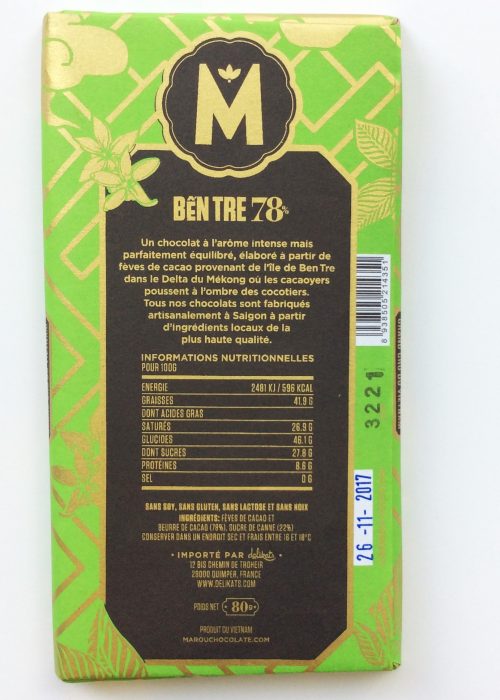 M
BẾN TRE 78%
Un chocolat à l'arôme intense mais
parfaitement équilibré, élaboré à partir de
fèves de cacao provenant de l'île de Ben Tre
dans le Delta du Mékong où les cacaoyers
poussent à l'ombre des cocotiers.
Tous nos chocolats sont fabriqués
artisanalement à Saigon à partir
d'ingrédients locaux de la
plus haute qualité.
INFORMATIONS NUTRITIONNELLES
POUR 100G
ENERGIE 2481 KJ / 596 KCAL
GRAISSES 41,9 G
DONT ACIDES GRAS
SATURÉS 26,9 G
GLUCIDES 46,1 G
DONT SUCRES 27,8 G
PROTÉINES 8,6 G
SEL 0 G
SANS SOY, SANS GLUTEN, SANS LACTOSE ET SANS NOIX
INGRÉDIENTS: FÈVES DE CACAO ET
BEURRE DE CACAO (78%), SUCRE DE CANNE (22%)
CONSERVER DANS UN ENDROIT SEC ET FRAIS ENTRE 16 ET 18°C
• IMPORTÉ PAR delikats •
12 BIS CHEMIN DE TROHEIR
29000 QUIMPER, FRANCE
WWW.DELIKATS.COM
POIDS NET 80g
PRODUIT DU VIETNAM
MAROUCHOCOLATE.COM
8 938505 214351
3221
26-11-2017